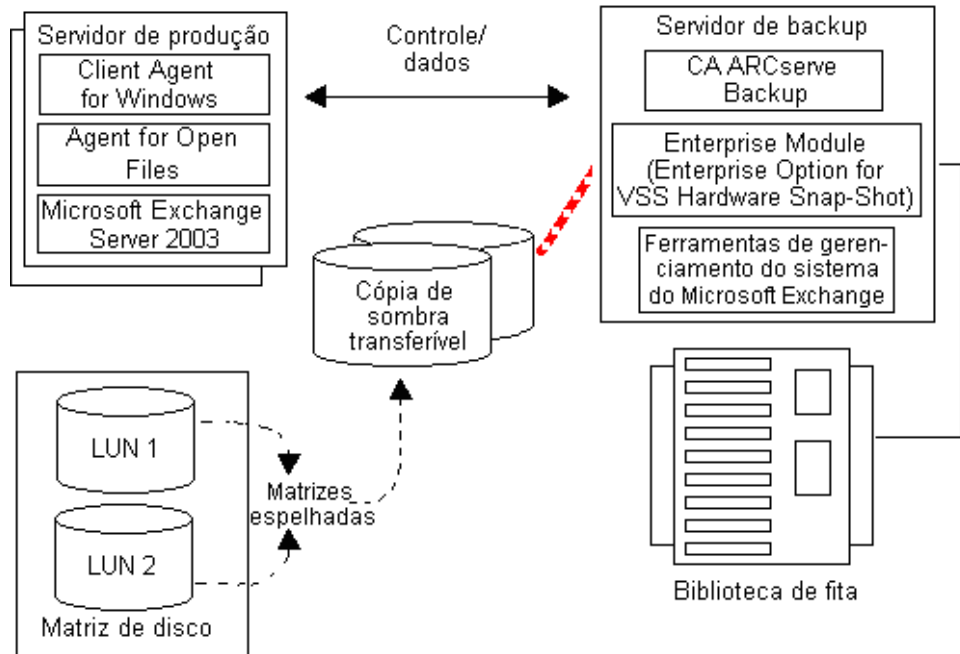 Servidor de produção
Client Agent
for Windows
Agent for Open
Files
Microsoft Exchange
Server 2003
Controle/
dados
Servidor de backup
CA ARCserve
Backup
Enterprise Module
(Enterprise Option for
VSS Hardware Snap-Shot)
Ferramentas de geren-
ciamento do sistema
do Microsoft Exchange
Cópia de
sombra
transferível
LUN 1
LUN 2
Matriz de disco
Matrizes
espelhadas
Biblioteca de fita